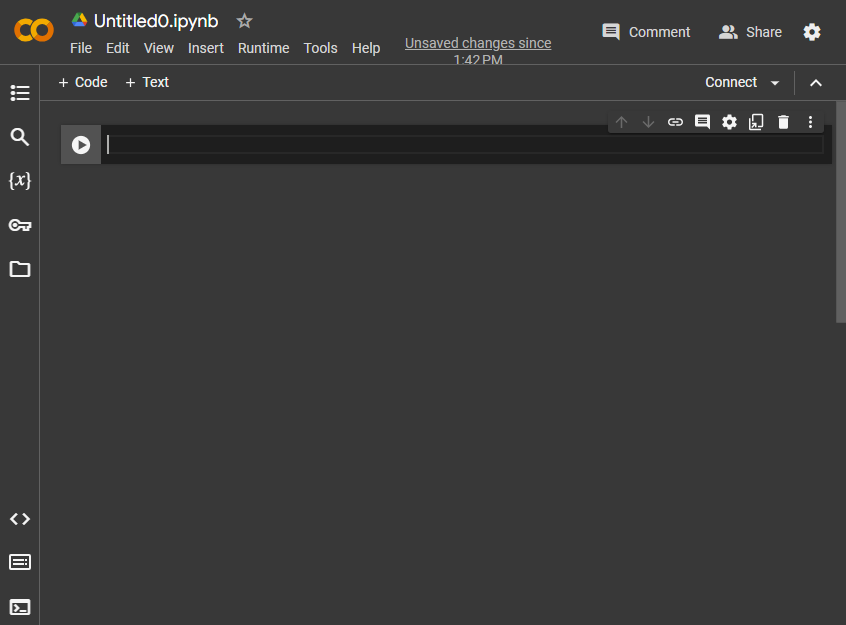 Untitled0.ipynb
File Edit View Insert Runtime Tools Help
Unsaved changes since
1:42 PM
Comment
Share
+ Code + Text
Connect
{x}